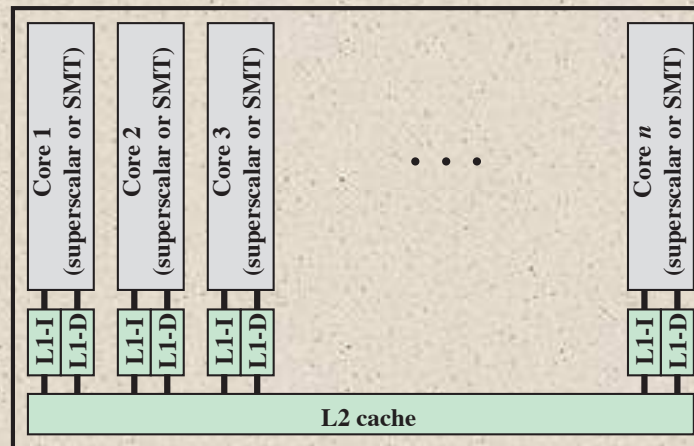 Core 1
(superscalar or SMT)
Core 2
(superscalar or SMT)
Core 3
(superscalar or SMT)
• • •
Core n
(superscalar or SMT)
L1-I
L1-D
L1-I
L1-D
L1-I
L1-D
L1-I
L1-D
L2 cache